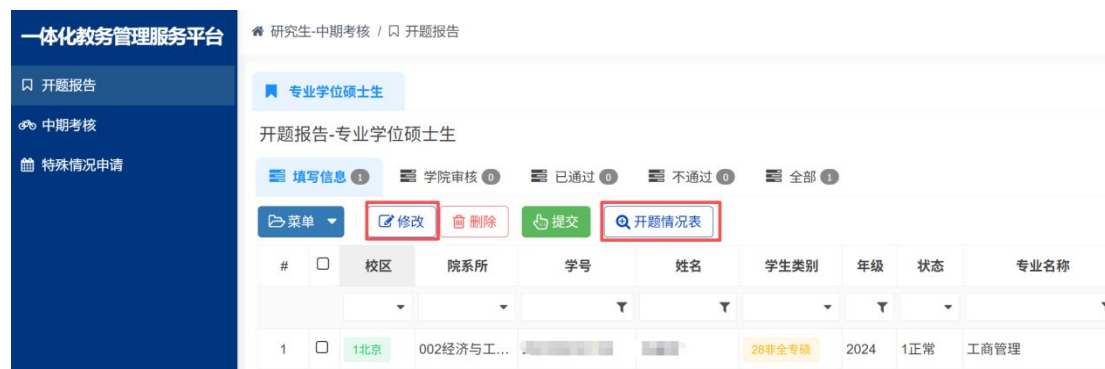 一体化教务管理服务平台
研究生-中期考核 / 开题报告
开题报告
中期考核
特殊情况申请
专业学位硕士生
开题报告-专业学位硕士生
填写信息 1 学院审核 0 已通过 0 不通过 0 全部 1
菜单 修改 删除 提交 开题情况表
# 校区 院系所 学号 姓名 学生类别 年级 状态 专业名称
1 1北京 002经济与工... 28非全专硕 2024 1正常 工商管理